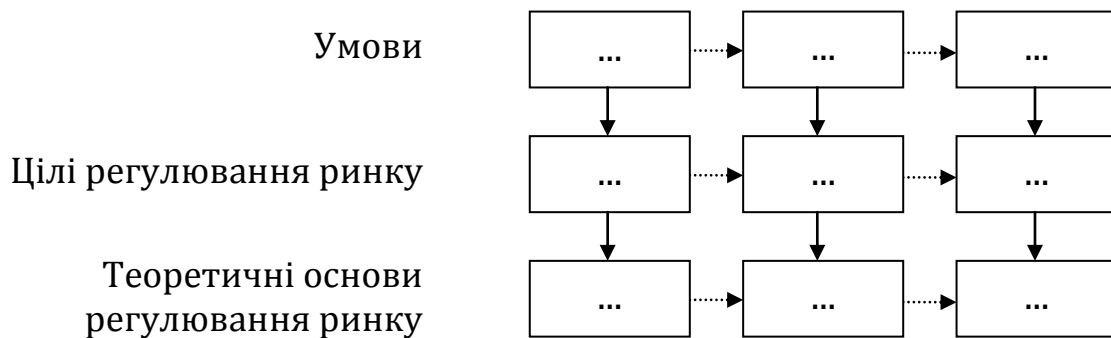 Умови
... ... ...
Цілі регулювання ринку
... ... ...
Теоретичні основи
регулювання ринку
... ... ...